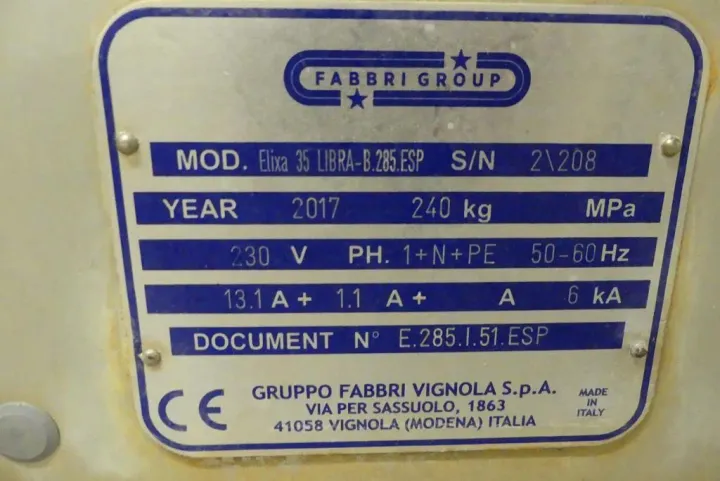 FABBRI GROUP
MOD. Elixa 35 LIBRA-B.285.ESP S/N 2\208
YEAR 2017 240 kg MPa
230 V PH. 1+N+PE 50-60 Hz
13.1 A + 1.1 A + A 6 kA
DOCUMENT N° E.285.I.51.ESP
CE
GRUPPO FABBRI VIGNOLA S.p.A.
VIA PER SASSUOLO, 1863
41058 VIGNOLA (MODENA) ITALIA
MADE
IN
ITALY